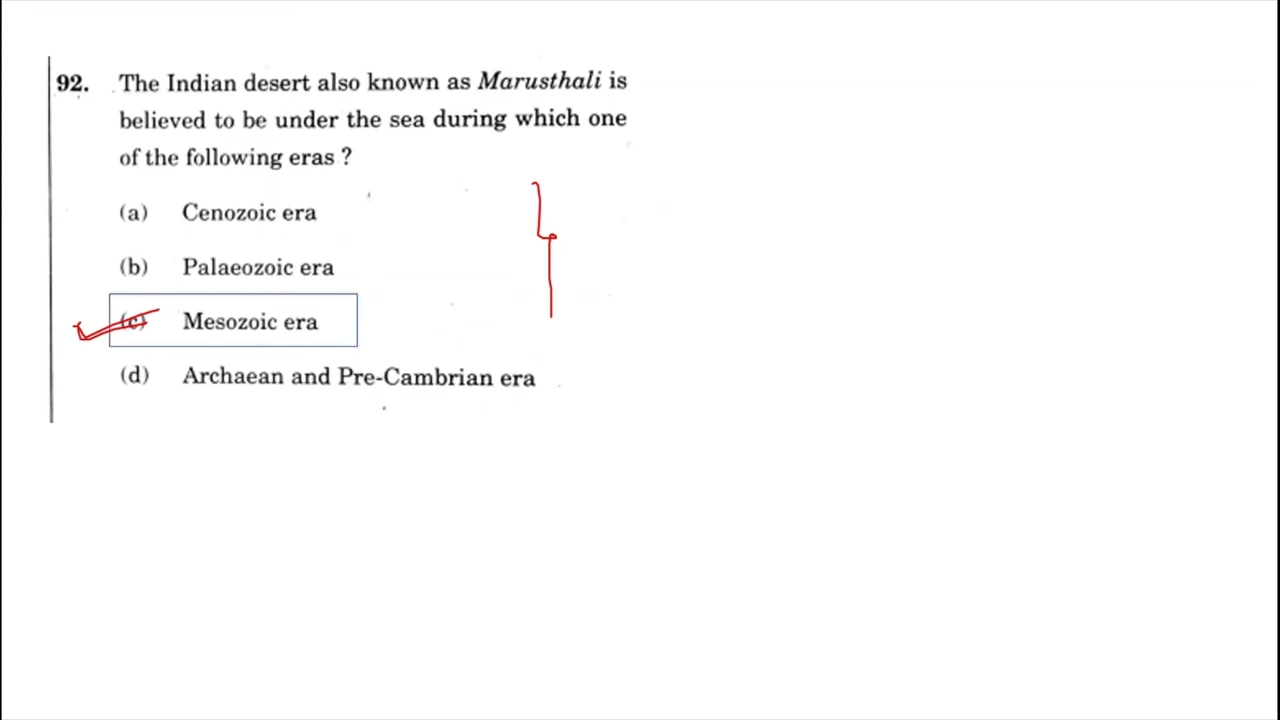 92. The Indian desert also known as Marusthali is
believed to be under the sea during which one
of the following eras ?
(a) Cenozoic era
(b) Palaeozoic era
(c) Mesozoic era
(d) Archaean and Pre-Cambrian era